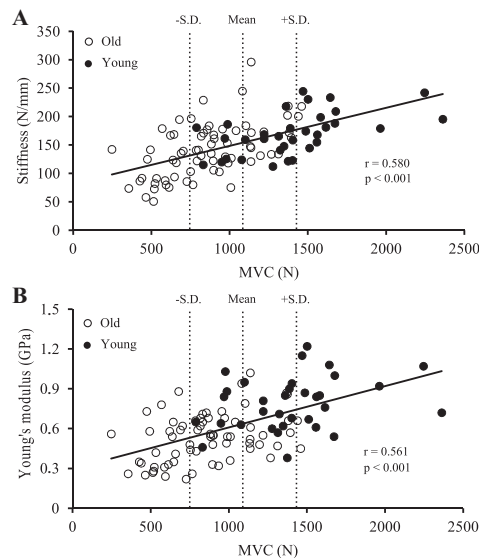 A
-S.D. Mean +S.D.
350
Old
Young
300
250
200
150
100
50
0
Stiffness (N/mm)
r = 0.580
p < 0.001
0 500 1000 1500 2000 2500
MVC (N)
B
-S.D. Mean +S.D.
1.5
Old
Young
1.2
0.9
0.6
0.3
0
Young's modulus (GPa)
r = 0.561
p < 0.001
0 500 1000 1500 2000 2500
MVC (N)